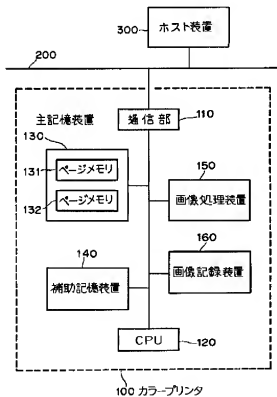 300
ホスト装置
200
主記憶装置
130
通信部
110
131
ページメモリ
132
ページメモリ
150
画像処理装置
140
補助記憶装置
160
画像記録装置
CPU
120
100 カラープリンタ